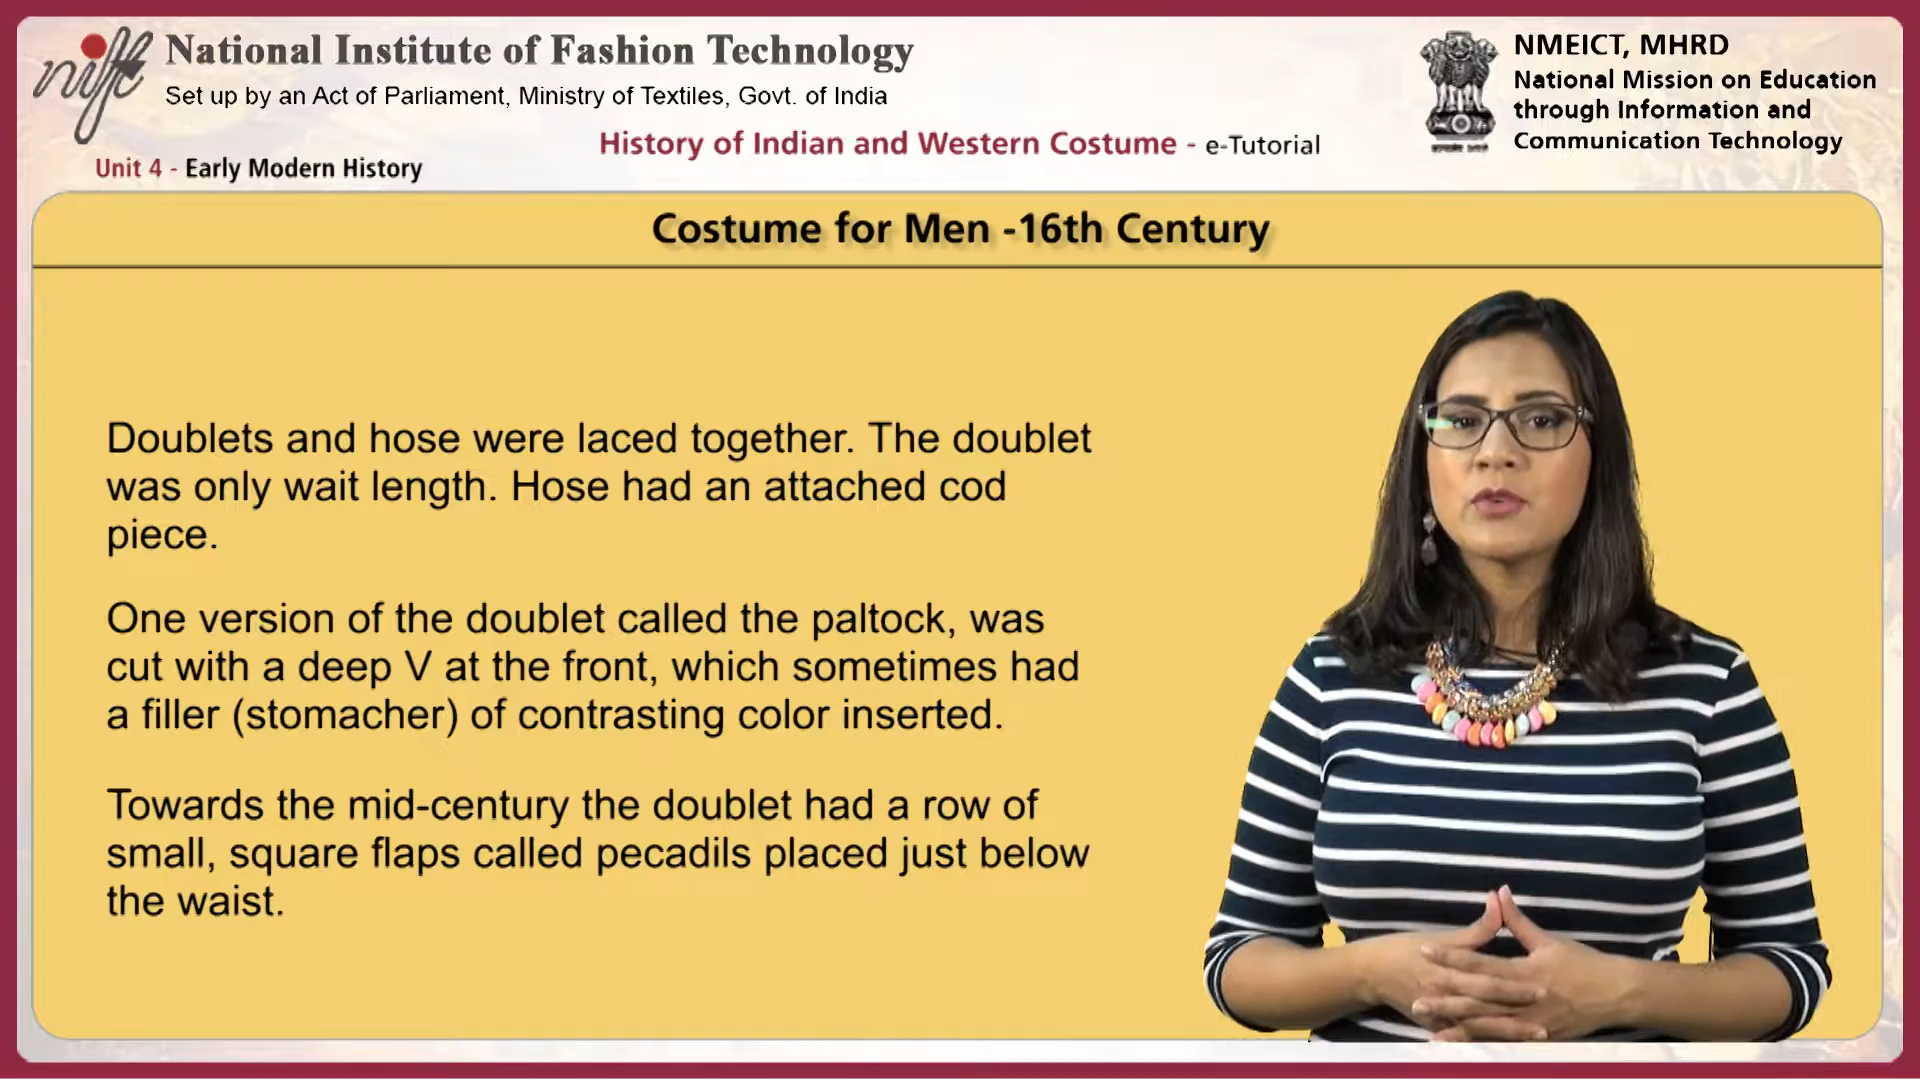 nift
National Institute of Fashion Technology
Set up by an Act of Parliament, Ministry of Textiles, Govt. of India
NMEICT, MHRD
National Mission on Education
through Information and
Communication Technology
History of Indian and Western Costume - e-Tutorial
Unit 4 - Early Modern History
Costume for Men -16th Century
Doublets and hose were laced together. The doublet
was only wait length. Hose had an attached cod
piece.
One version of the doublet called the paltock, was
cut with a deep V at the front, which sometimes had
a filler (stomacher) of contrasting color inserted.
Towards the mid-century the doublet had a row of
small, square flaps called pecadils placed just below
the waist.